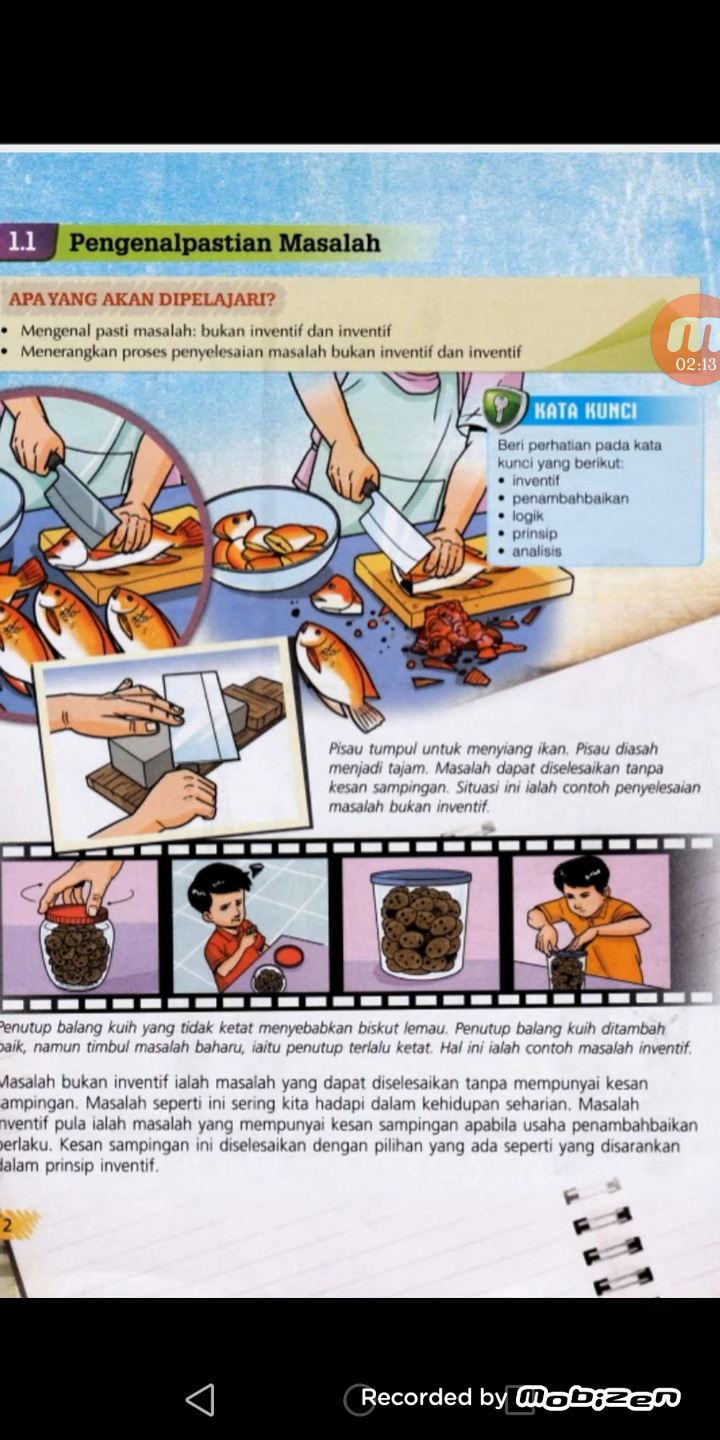 1.1 Pengenalpastian Masalah
APA YANG AKAN DIPELAJARI?
• Mengenal pasti masalah: bukan inventif dan inventif
• Menerangkan proses penyelesaian masalah bukan inventif dan inventif
02:13
KATA KUNCI
Beri perhatian pada kata
kunci yang berikut:
• inventif
• penambahbaikan
• logik
• prinsip
• analisis
Pisau tumpul untuk menyiang ikan. Pisau diasah
menjadi tajam. Masalah dapat diselesaikan tanpa
kesan sampingan. Situasi ini ialah contoh penyelesaian
masalah bukan inventif.
Penutup balang kuih yang tidak ketat menyebabkan biskut lemau. Penutup balang kuih ditambah
baik, namun timbul masalah baharu, iaitu penutup terlalu ketat. Hal ini ialah contoh masalah inventif.
Masalah bukan inventif ialah masalah yang dapat diselesaikan tanpa mempunyai kesan
sampingan. Masalah seperti ini sering kita hadapi dalam kehidupan seharian. Masalah
inventif pula ialah masalah yang mempunyai kesan sampingan apabila usaha penambahbaikan
berlaku. Kesan sampingan ini diselesaikan dengan pilihan yang ada seperti yang disarankan
dalam prinsip inventif.
2
Recorded by mobizen